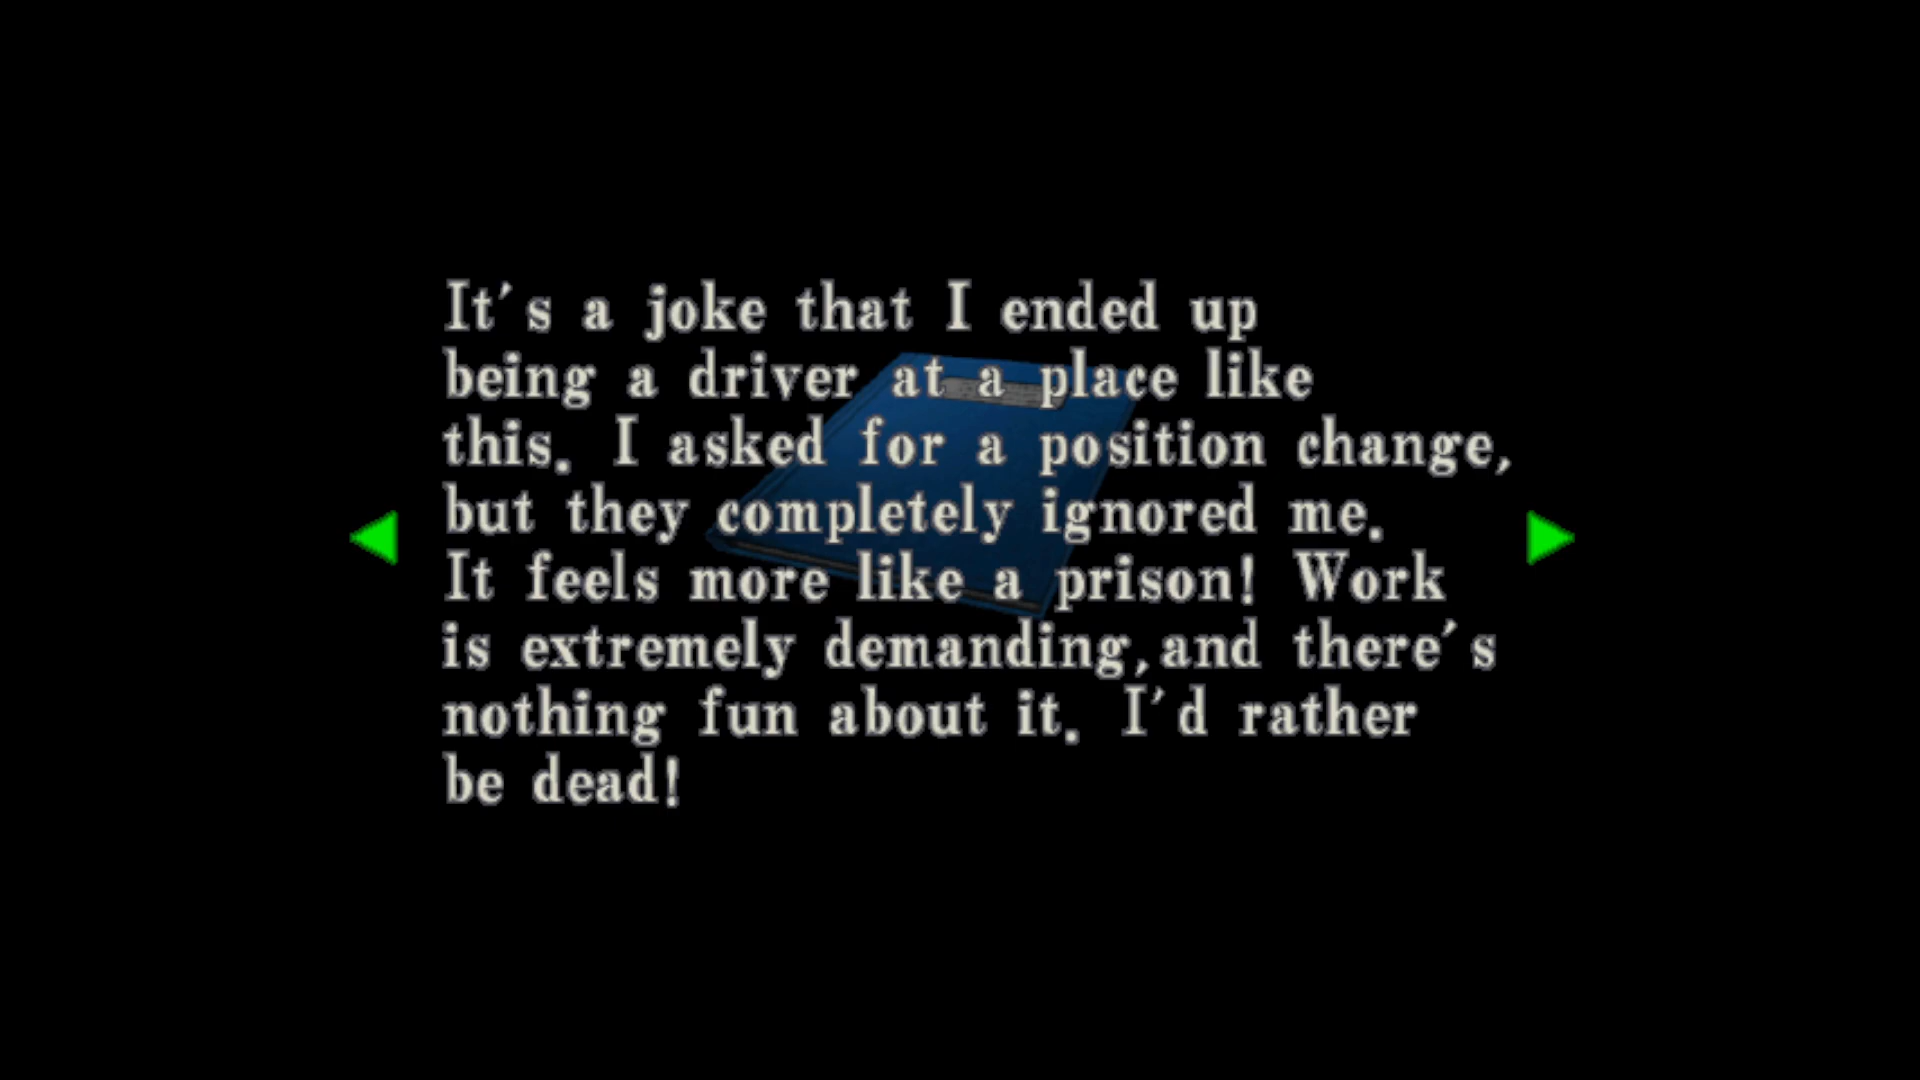 It's a joke that I ended up
being a driver at a place like
this. I asked for a position change,
but they completely ignored me.
It feels more like a prison! Work
is extremely demanding,and there's
nothing fun about it. I'd rather
be dead!